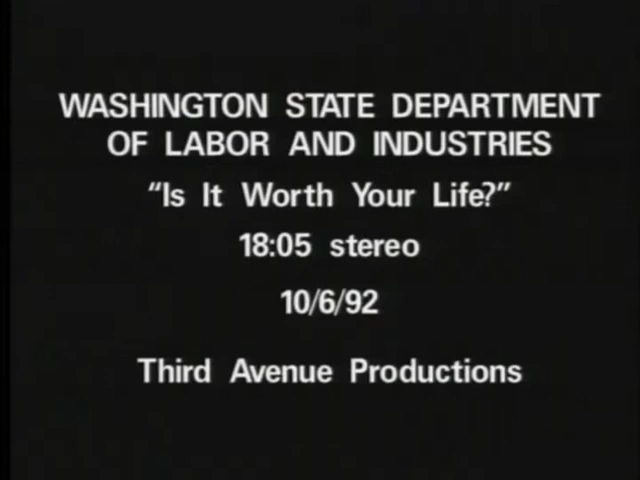 WASHINGTON STATE DEPARTMENT
OF LABOR AND INDUSTRIES
“Is It Worth Your Life?”
18:05 stereo
10/6/92
Third Avenue Productions